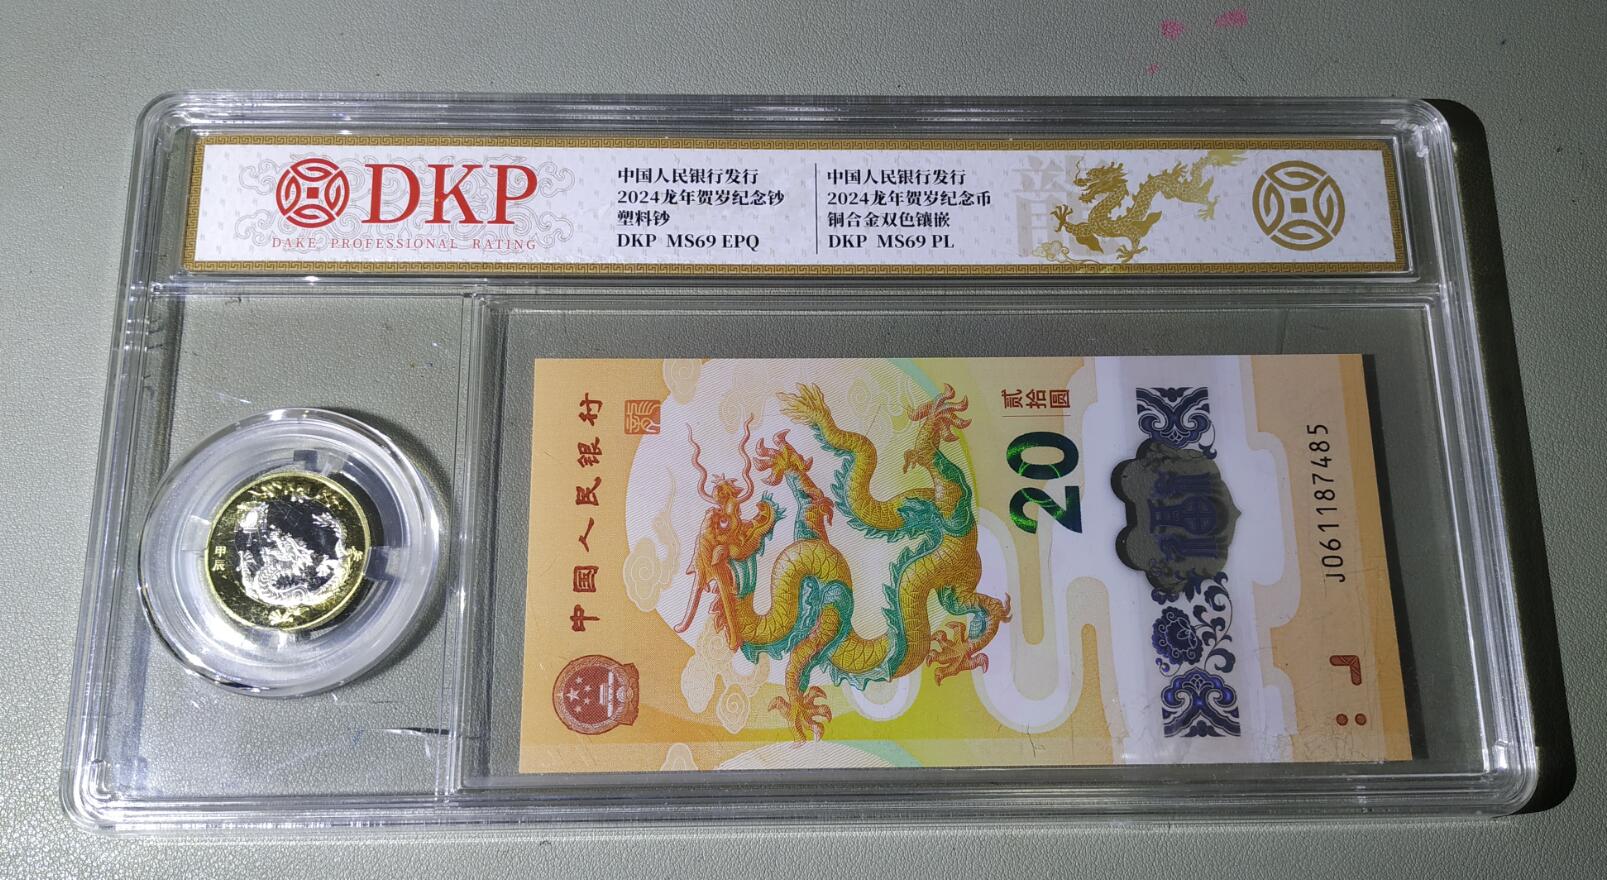 DKP
DAKE PROFESSIONAL RATING
中国人民银行发行
2024龙年贺岁纪念钞
塑料钞
DKP MS69 EPQ
中国人民银行发行
2024龙年贺岁纪念币
铜合金双色镶嵌
DKP MS69 PL
龍
甲辰
中国人民银行
贰拾圆
20
福
J061187485